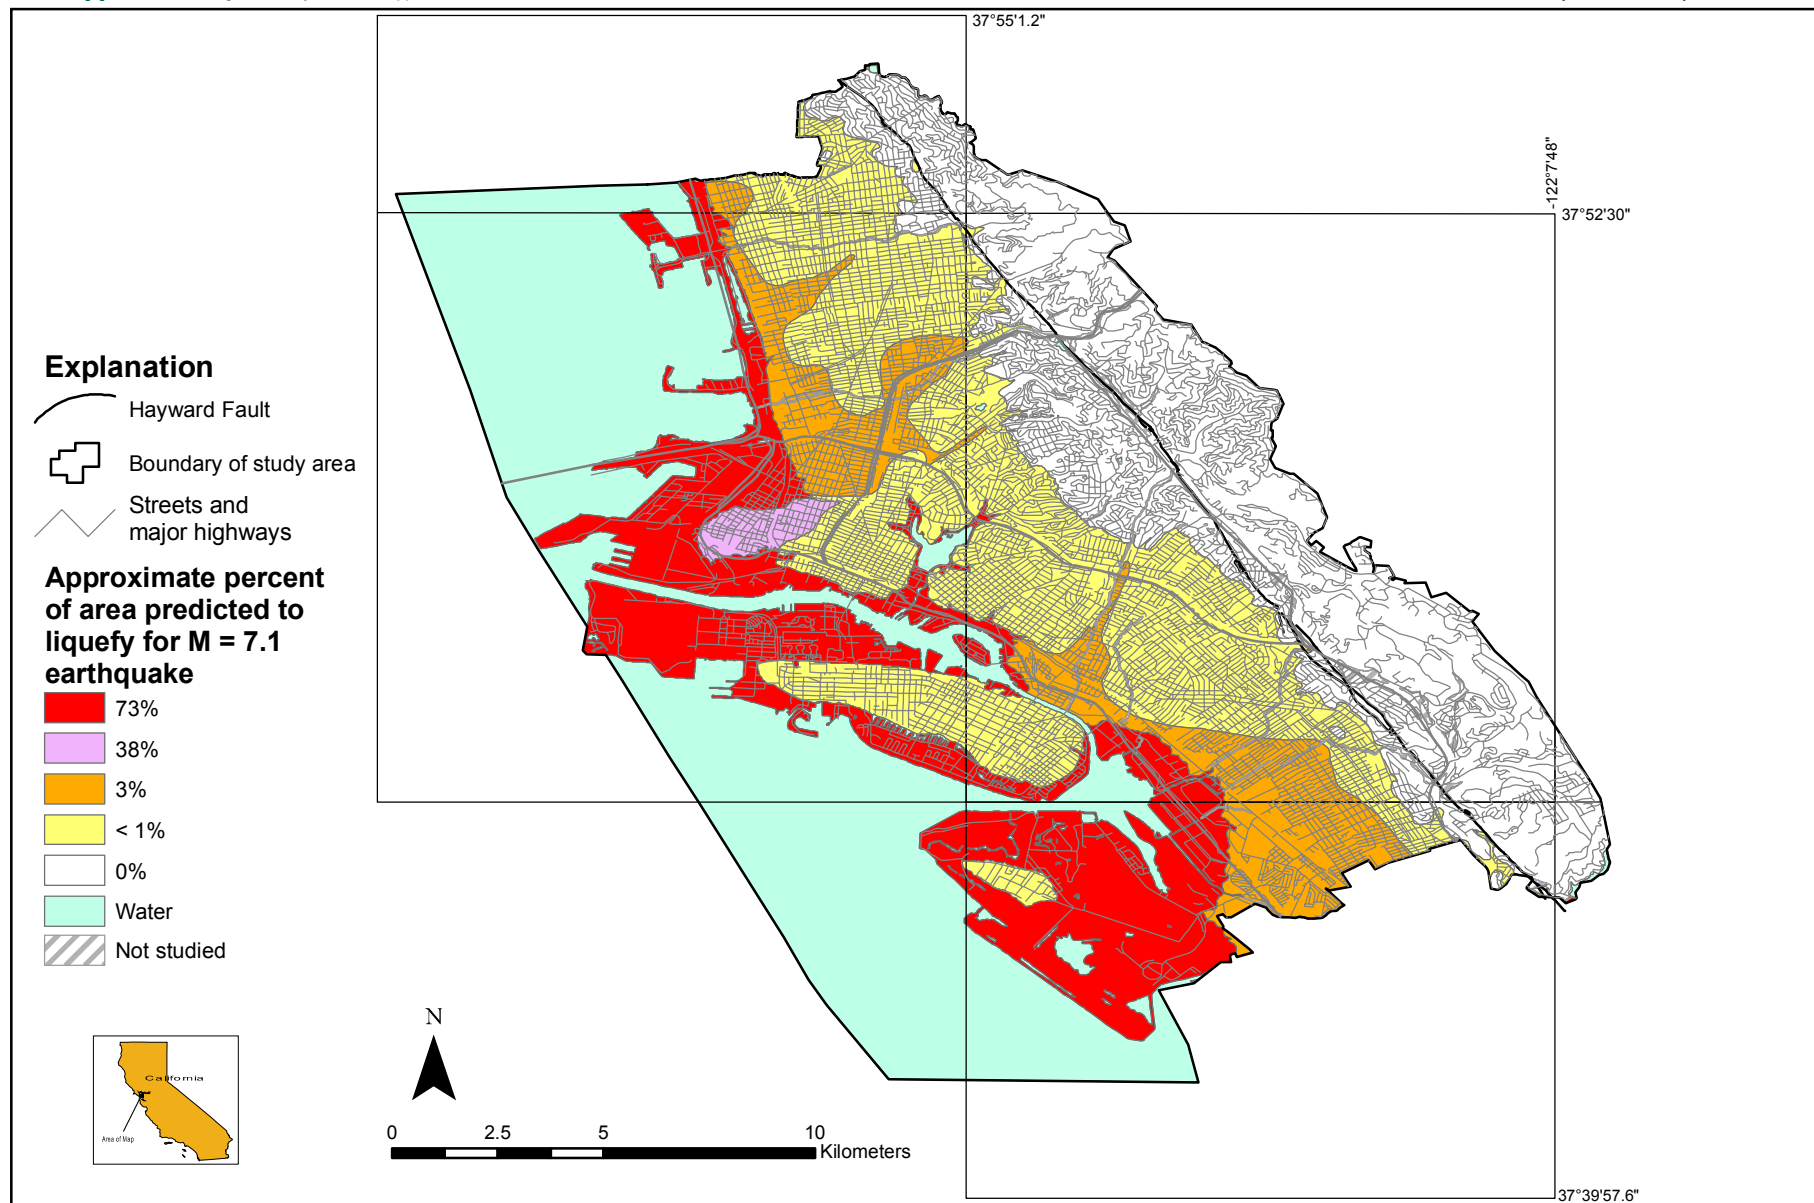 37°55'1.2"
-122°7'48"
37°52'30"
Explanation
Hayward Fault
Boundary of study area
Streets and
major highways
Approximate percent
of area predicted to
liquefy for M = 7.1
earthquake
73%
38%
3%
< 1%
0%
Water
Not studied
California
Area of Map
N
0 2.5 5 10
Kilometers
37°39'57.6"